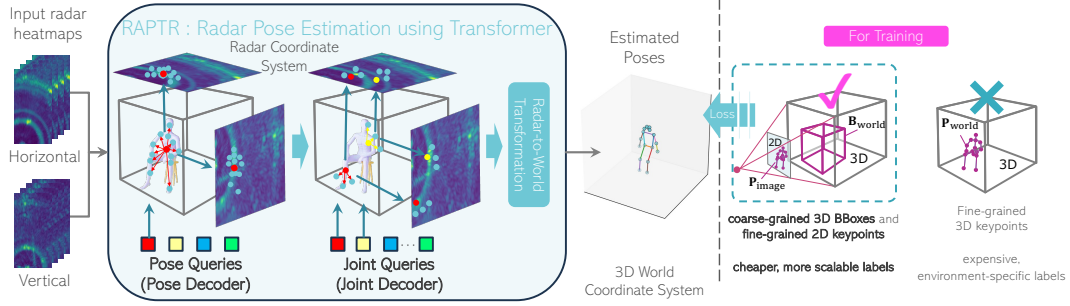 Input radar
heatmaps
Horizontal
Vertical
RAPTR : Radar Pose Estimation using Transformer
Radar Coordinate
System
Pose Queries
(Pose Decoder)
Joint Queries
(Joint Decoder)
Radar-to-World
Transformation
Estimated
Poses
3D World
Coordinate System
For Training
Loss
2D
3D
B world
P image
coarse-grained 3D BBoxes and
fine-grained 2D keypoints
cheaper, more scalable labels
P world
3D
Fine-grained
3D keypoints
expensive,
environment-specific labels